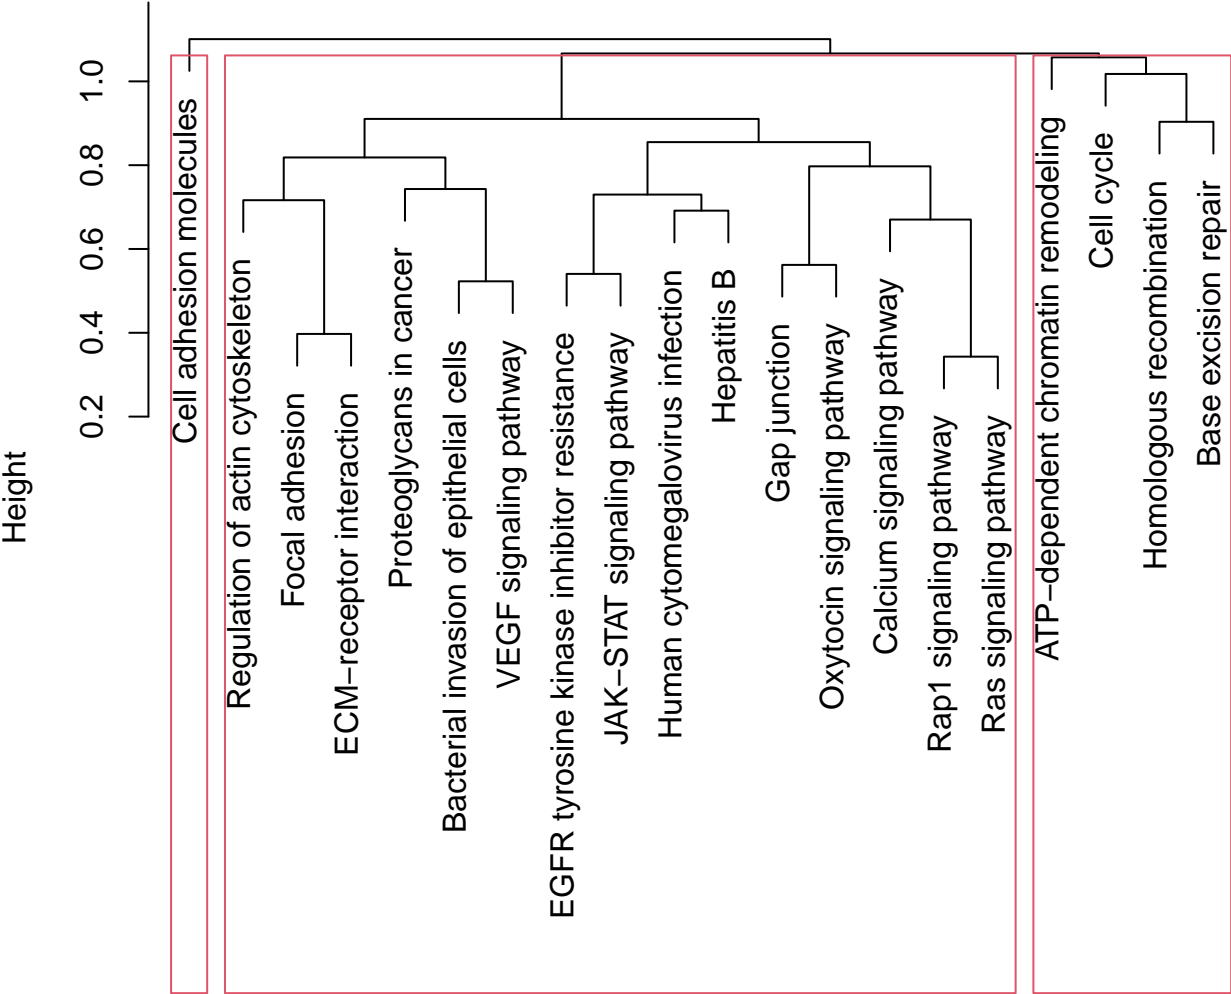 Height
1.0
0.8
0.6
0.4
0.2
Cell adhesion molecules
Regulation of actin cytoskeleton
Focal adhesion
ECM−receptor interaction
Proteoglycans in cancer
Bacterial invasion of epithelial cells
VEGF signaling pathway
EGFR tyrosine kinase inhibitor resistance
JAK−STAT signaling pathway
Human cytomegalovirus infection
Hepatitis B
Gap junction
Oxytocin signaling pathway
Calcium signaling pathway
Rap1 signaling pathway
Ras signaling pathway
ATP−dependent chromatin remodeling
Cell cycle
Homologous recombination
Base excision repair